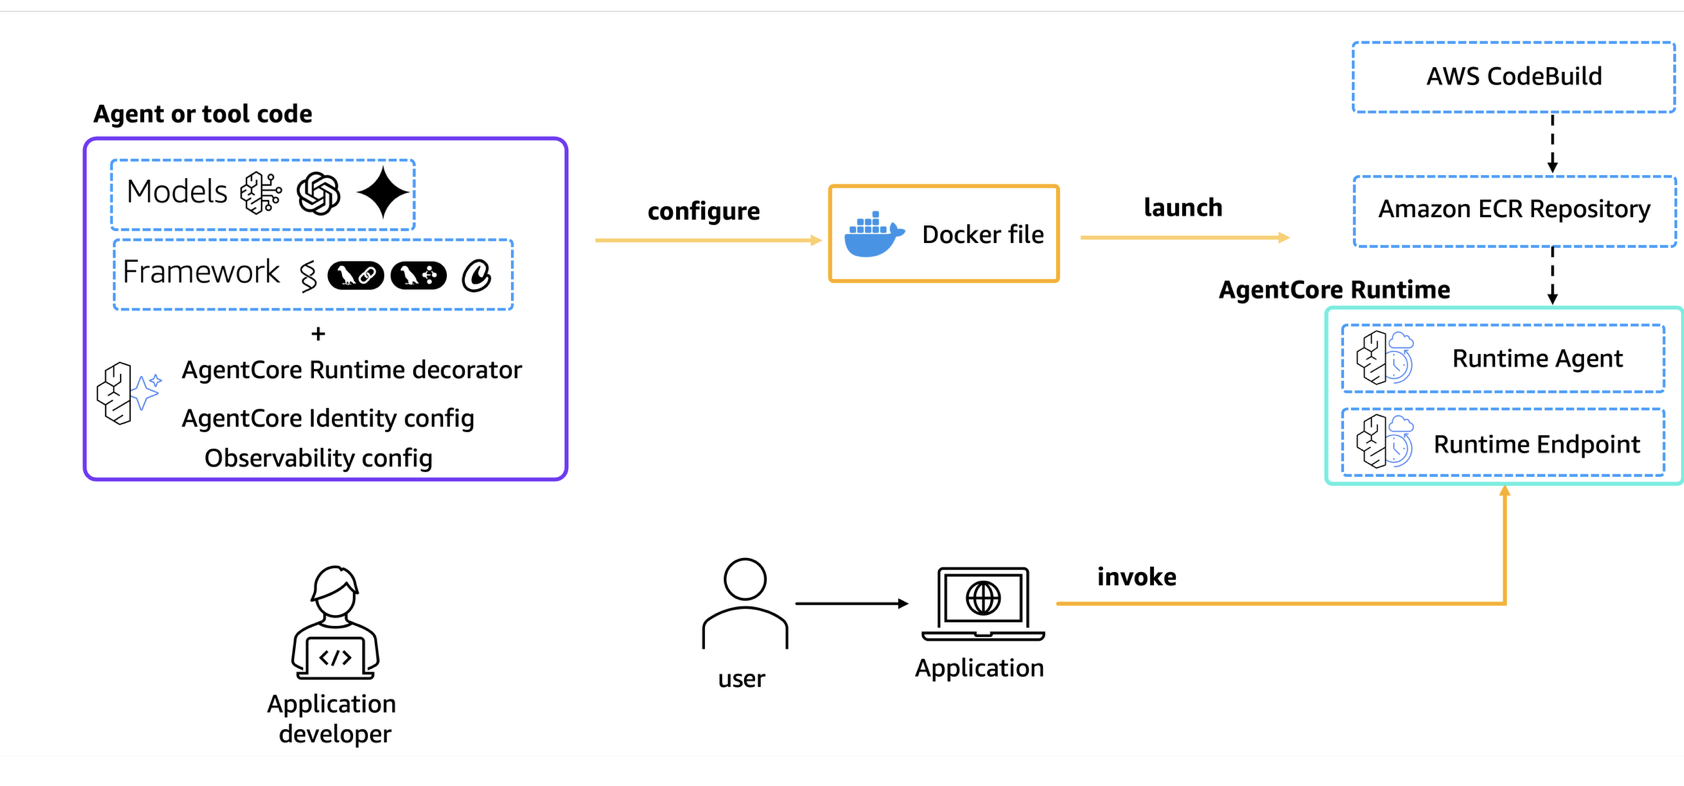 Agent or tool code
Models
Framework
+
AgentCore Runtime decorator
AgentCore Identity config
Observability config
configure
Docker file
launch
AWS CodeBuild
Amazon ECR Repository
AgentCore Runtime
Runtime Agent
Runtime Endpoint
</>
Application
developer
user
Application
invoke